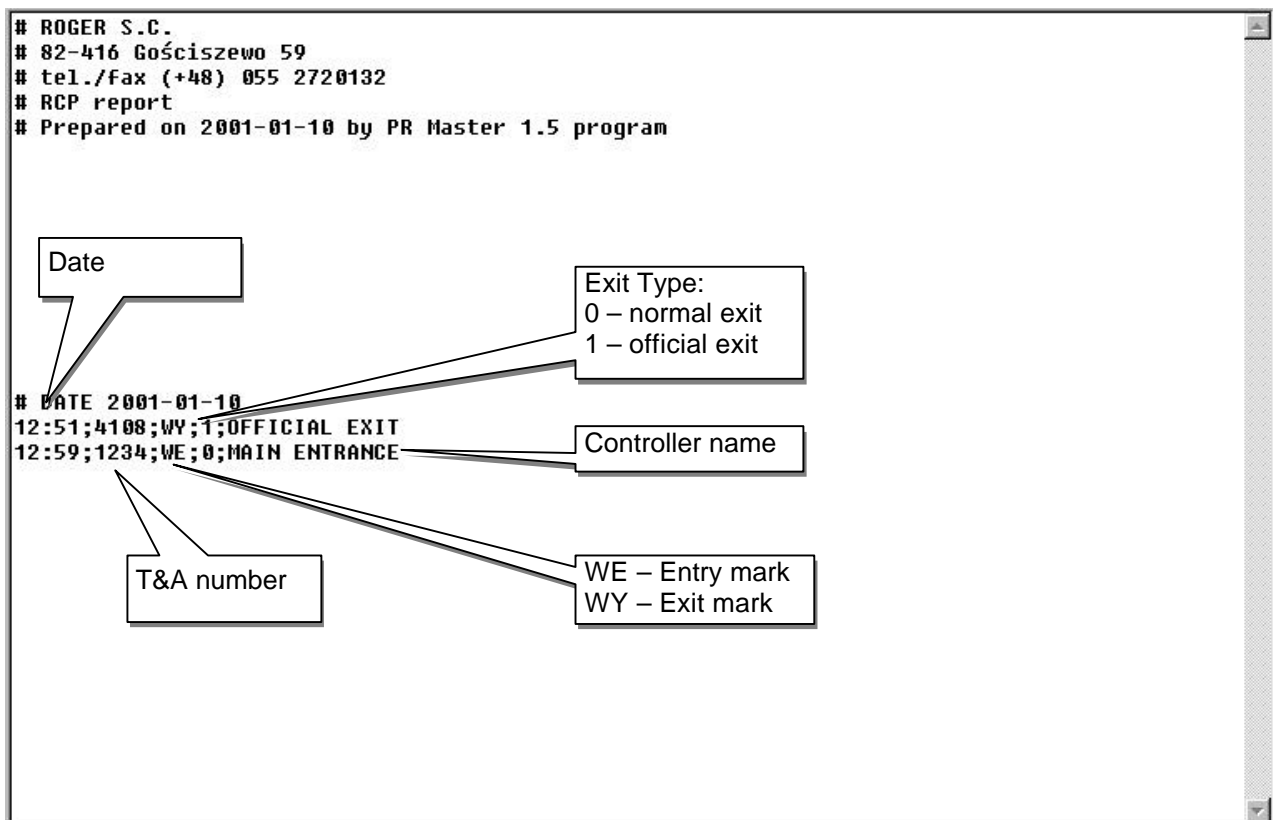 # ROGER S.C.
# 82-416 Gościszewo 59
# tel./fax (+48) 055 2720132
# RCP report
# Prepared on 2001-01-10 by PR Master 1.5 program
Date
Exit Type:
0 – normal exit
1 – official exit
# DATE 2001-01-10
12:51;4108;WY;1;OFFICIAL EXIT
12:59;1234;WE;0;MAIN ENTRANCE
Controller name
T&A number
WE – Entry mark
WY – Exit mark